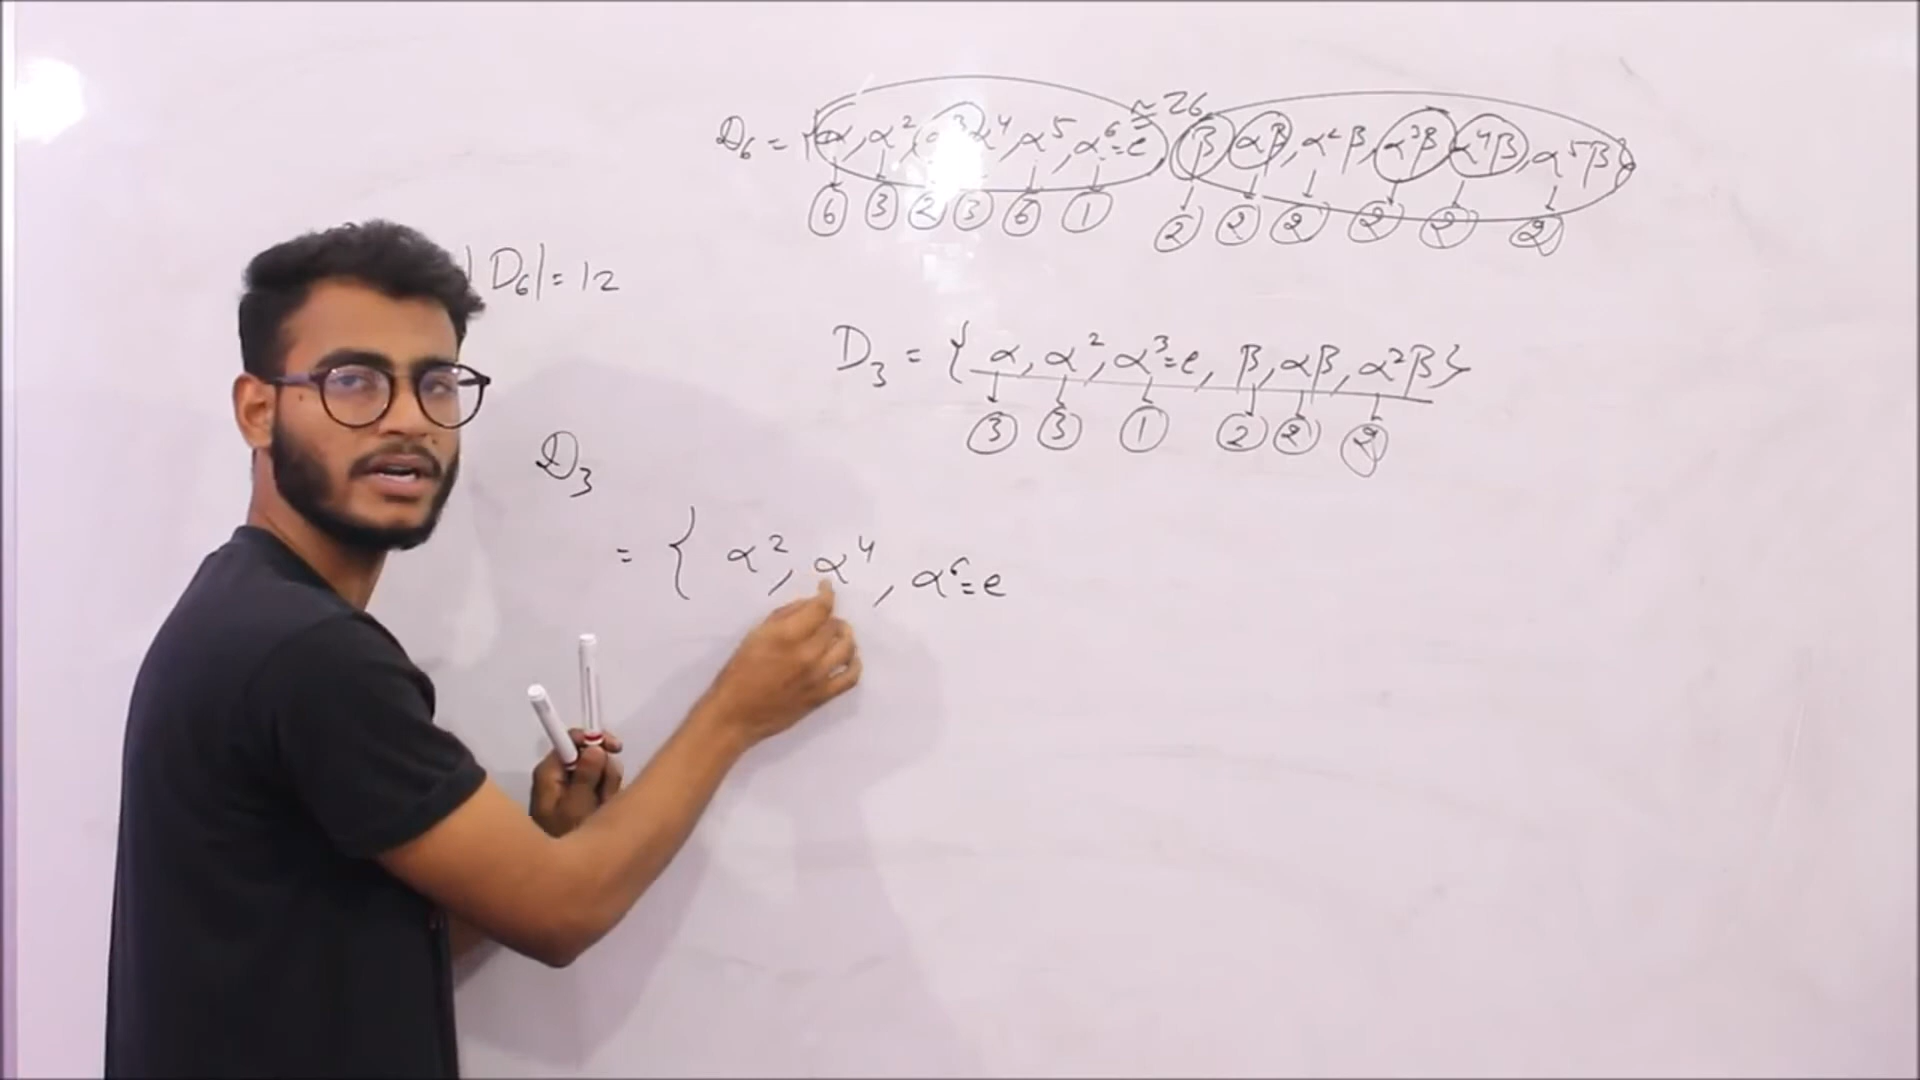 ≈ Z6
D6 = {α, α², α³, α⁴, α⁵, α⁶=e, β, αβ, α²β, α³β, α⁴β, α⁵β}
6 3 2 3 6 1 2 2 2 2 2 2
|D6| = 12
D3 = { α, α², α³=e, β, αβ, α²β}
3 3 1 2 2 2
D3
= { α², α⁴, α⁶=e